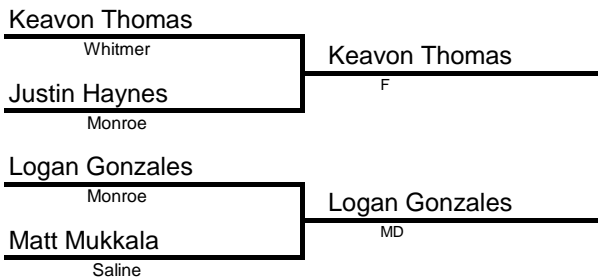 Keavon Thomas
Whitmer
Keavon Thomas
F
Justin Haynes
Monroe
Logan Gonzales
Monroe
Logan Gonzales
MD
Matt Mukkala
Saline